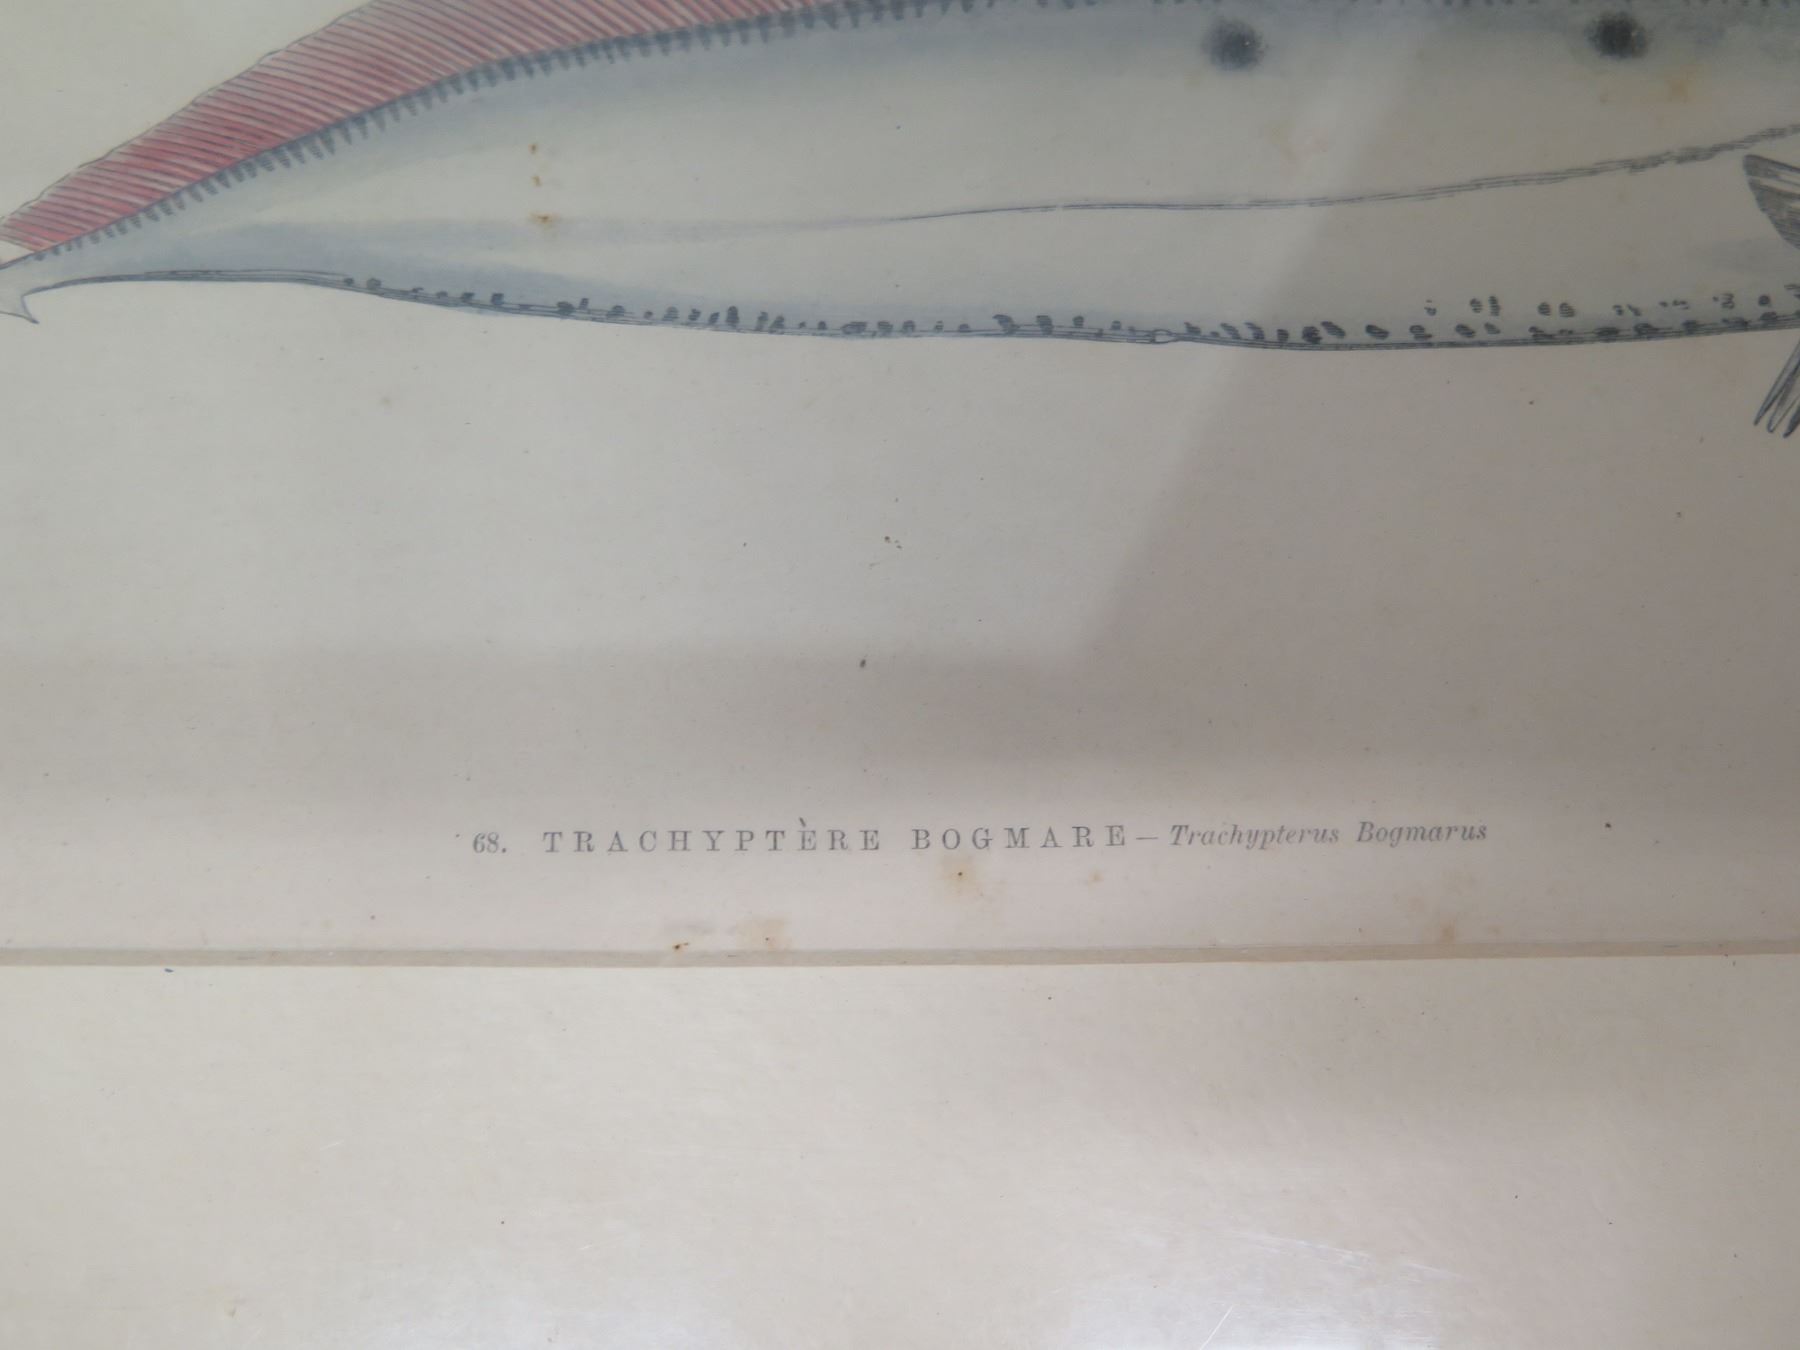 68. TRACHYPTÈRE BOGMARE — Trachypterus Bogmarus